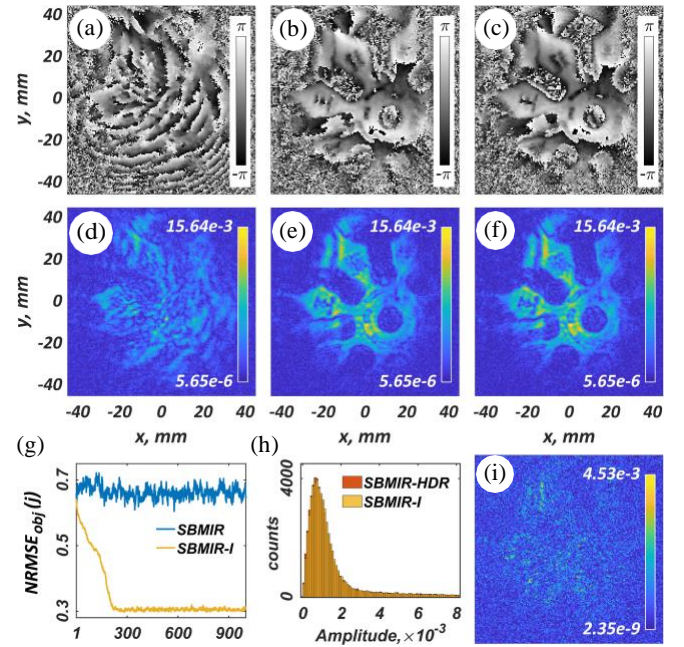 (a)
(b)
(c)
π
π
π
-π
-π
-π
y, mm
40
20
0
-20
-40
(d)
(e)
(f)
15.64e-3
15.64e-3
15.64e-3
5.65e-6
5.65e-6
5.65e-6
y, mm
40
20
0
-20
-40
-40 -20 0 20 40
-40 -20 0 20 40
-40 -20 0 20 40
x, mm
x, mm
x, mm
(g)
NRMSE_obj(j)
0.7
0.5
0.3
SBMIR
SBMIR-I
1 300 600 900
(h)
counts
4000
0
SBMIR-HDR
SBMIR-I
0 2 4 6 8
Amplitude,×10⁻³
(i)
4.53e-3
2.35e-9